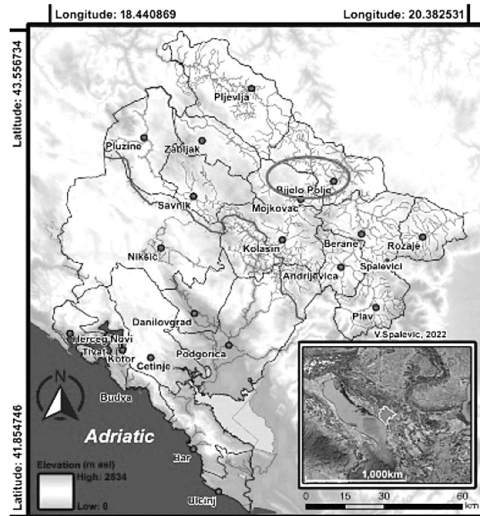 Longitude: 18.440869
Longitude: 20.382531
Latitude: 43.556734
Pljevlja
Pluzine
Zabljak
Bijelo Polje
Savnik
Mojkovac
Kolasin
Berane
Rozaje
Niksic
Andrijevica
Spalevici
Plav
Danilovgrad
V.Spalevic, 2022
Herceg Novi
Podgorica
Tivat
Kotor
Cetinje
N
Budva
Adriatic
Latitude: 41.854746
Bar
Elevation (m asl)
High: 2534
Low: 0
Ulcinj
1,000km
0 15 30 60
km